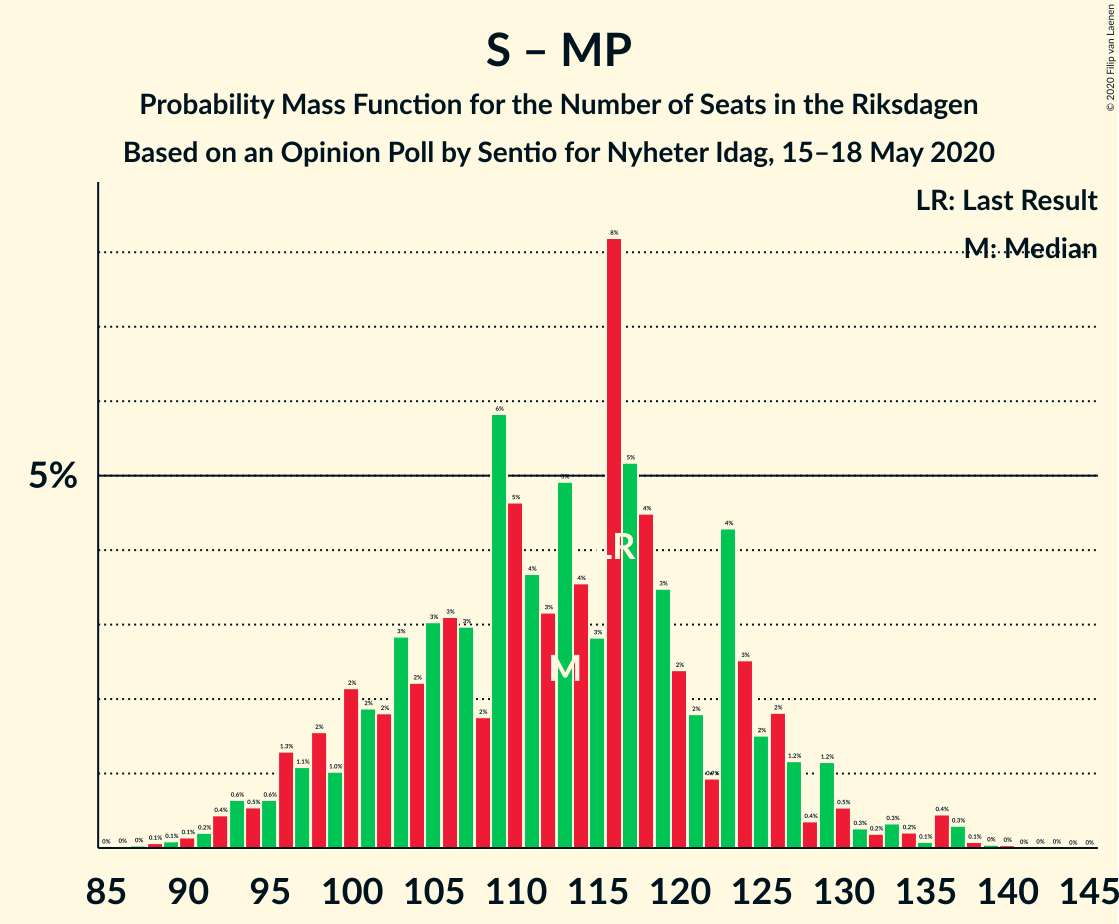 S – MP
Probability Mass Function for the Number of Seats in the Riksdagen
Based on an Opinion Poll by Sentio for Nyheter Idag, 15–18 May 2020
© 2020 Filip van Laenen
LR: Last Result
M: Median
5%
0% 0% 0% 0.1% 0.1% 0.1% 0.2% 0.4% 0.6% 0.5% 0.6% 1.3% 1.1% 2% 1.0% 2% 2% 2% 3% 2% 3% 3% 3% 2% 6% 5% 4% 3% 5% 4% 3% 8% 5% 4% 3% 2% 2% 0.9% 4% 3% 2% 2% 1.2% 0.4% 1.2% 0.5% 0.3% 0.2% 0.3% 0.2% 0.1% 0.4% 0.3% 0.1% 0% 0% 0% 0% 0% 0% 0%
LR
M
85 90 95 100 105 110 115 120 125 130 135 140 145